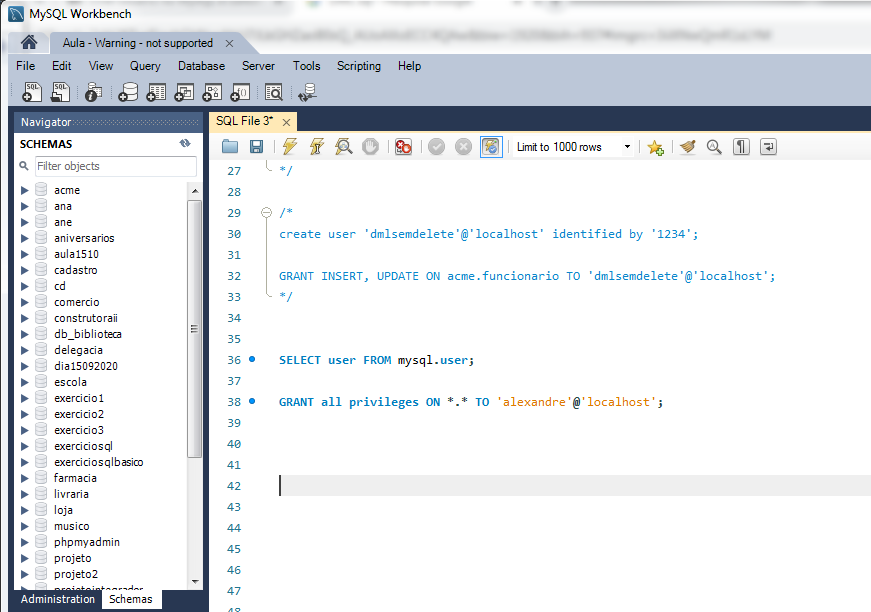 MySQL Workbench
Aula - Warning - not supported
File Edit View Query Database Server Tools Scripting Help
Navigator
SCHEMAS
Filter objects
acme
ana
ane
aniversarios
aula1510
cadastro
cd
comercio
construtoraii
db_biblioteca
delegacia
dia15092020
escola
exercicio1
exercicio2
exercicio3
exerciciosql
exerciciosqlbasico
farmacia
livraria
loja
musico
phpmyadmin
projeto
projeto2
projetointegrador
Administration Schemas
SQL File 3*
Limit to 1000 rows
27 */
28
29 /*
30 create user 'dmlsemdelete'@'localhost' identified by '1234';
31
32 GRANT INSERT, UPDATE ON acme.funcionario TO 'dmlsemdelete'@'localhost';
33 */
34
35
36 SELECT user FROM mysql.user;
37
38 GRANT all privileges ON *.* TO 'alexandre'@'localhost';
39
40
41
42
43
44
45
46
47
48